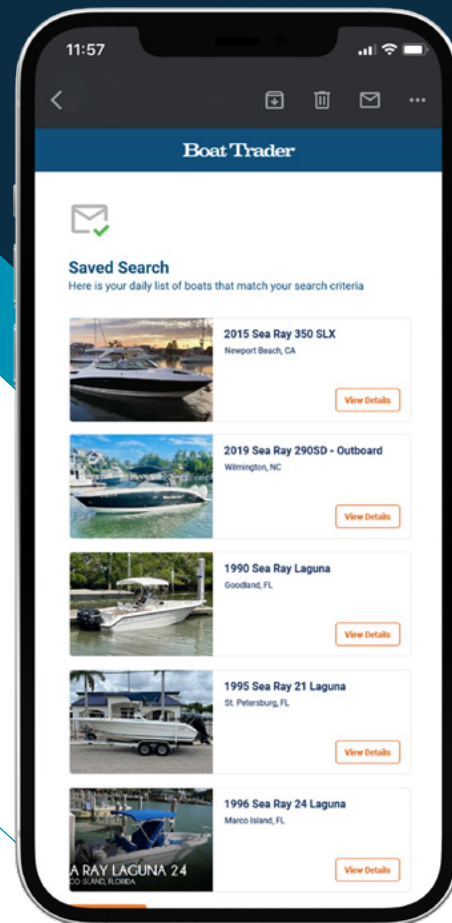 11:57
Boat Trader
Saved Search
Here is your daily list of boats that match your search criteria
2015 Sea Ray 350 SLX
Newport Beach, CA
View Details
2019 Sea Ray 290SD - Outboard
Wilmington, NC
View Details
1990 Sea Ray Laguna
Goodland, FL
View Details
1995 Sea Ray 21 Laguna
St. Petersburg, FL
View Details
1996 Sea Ray 24 Laguna
Marco Island, FL
View Details
A RAY LAGUNA 24
CO ISLAND, FLORIDA